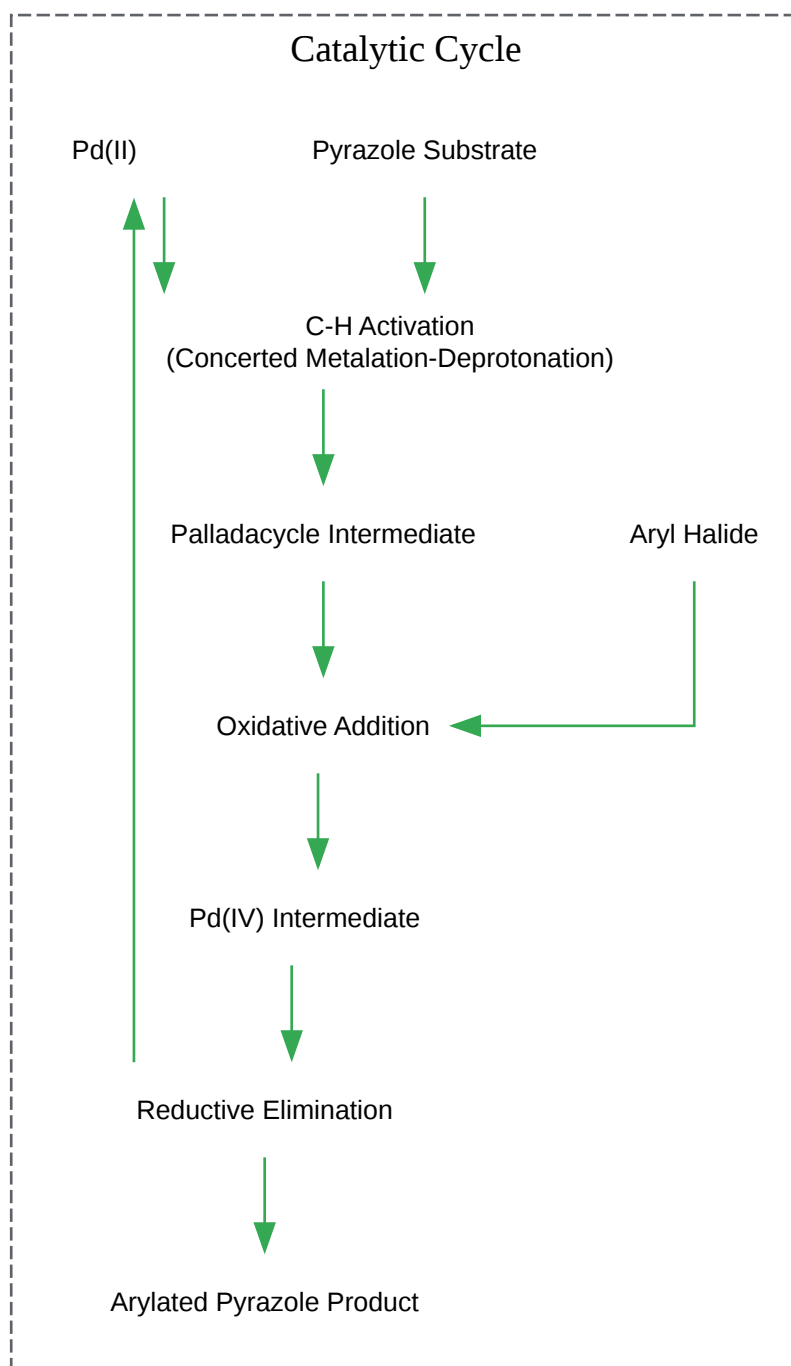 Catalytic Cycle
Pd(II)
Pyrazole Substrate
C-H Activation
(Concerted Metalation-Deprotonation)
Palladacycle Intermediate
Aryl Halide
Oxidative Addition
Pd(IV) Intermediate
Reductive Elimination
Arylated Pyrazole Product